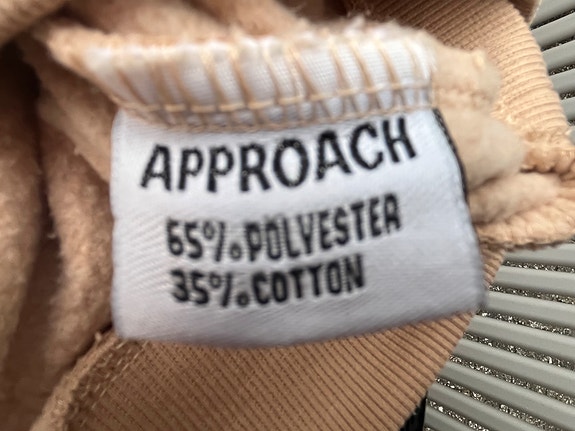 APPROACH
65% POLYESTER
35% COTTON